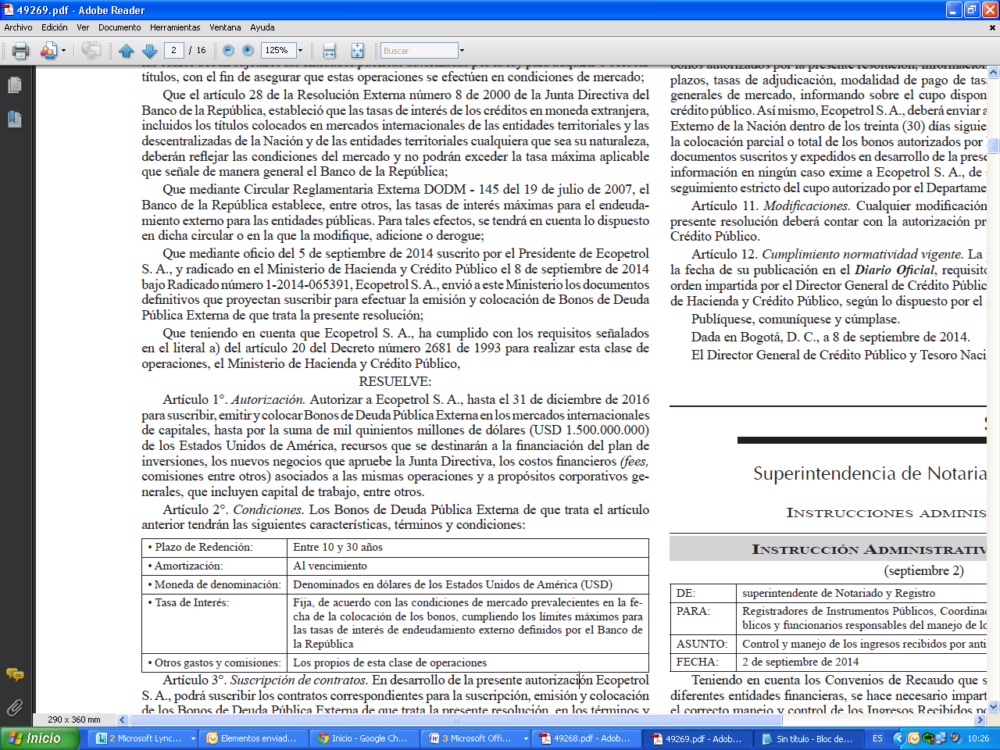 49269.pdf - Adobe Reader
Archivo Edición Ver Documento Herramientas Ventana Ayuda
2 / 16 125% Buscar
títulos, con el fin de asegurar que estas operaciones se efectúen en condiciones de mercado;
Que el artículo 28 de la Resolución Externa número 8 de 2000 de la Junta Directiva del
Banco de la República, estableció que las tasas de interés de los créditos en moneda extranjera,
incluidos los títulos colocados en mercados internacionales de las entidades territoriales y las
descentralizadas de la Nación y de las entidades territoriales cualquiera que sea su naturaleza,
deberán reflejar las condiciones del mercado y no podrán exceder la tasa máxima aplicable
que señale de manera general el Banco de la República;
Que mediante Circular Reglamentaria Externa DODM - 145 del 19 de julio de 2007, el
Banco de la República establece, entre otros, las tasas de interés máximas para el endeuda-
miento externo para las entidades públicas. Para tales efectos, se tendrá en cuenta lo dispuesto
en dicha circular o en la que la modifique, adicione o derogue;
Que mediante oficio del 5 de septiembre de 2014 suscrito por el Presidente de Ecopetrol
S. A., y radicado en el Ministerio de Hacienda y Crédito Público el 8 de septiembre de 2014
bajo Radicado número 1-2014-065391, Ecopetrol S. A., envió a este Ministerio los documentos
definitivos que proyectan suscribir para efectuar la emisión y colocación de Bonos de Deuda
Pública Externa de que trata la presente resolución;
Que teniendo en cuenta que Ecopetrol S. A., ha cumplido con los requisitos señalados
en el literal a) del artículo 20 del Decreto número 2681 de 1993 para realizar esta clase de
operaciones, el Ministerio de Hacienda y Crédito Público,
RESUELVE:
Artículo 1°. Autorización. Autorizar a Ecopetrol S. A., hasta el 31 de diciembre de 2016
para suscribir, emitir y colocar Bonos de Deuda Pública Externa en los mercados internacionales
de capitales, hasta por la suma de mil quinientos millones de dólares (USD 1.500.000.000)
de los Estados Unidos de América, recursos que se destinarán a la financiación del plan de
inversiones, los nuevos negocios que apruebe la Junta Directiva, los costos financieros (fees,
comisiones entre otros) asociados a las mismas operaciones y a propósitos corporativos ge-
nerales, que incluyen capital de trabajo, entre otros.
Artículo 2°. Condiciones. Los Bonos de Deuda Pública Externa de que trata el artículo
anterior tendrán las siguientes características, términos y condiciones:
• Plazo de Redención: Entre 10 y 30 años
• Amortización: Al vencimiento
• Moneda de denominación: Denominados en dólares de los Estados Unidos de América (USD)
• Tasa de Interés: Fija, de acuerdo con las condiciones de mercado prevalecientes en la fe-
cha de la colocación de los bonos, cumpliendo los límites máximos para
las tasas de interés de endeudamiento externo definidos por el Banco de
la República
• Otros gastos y comisiones: Los propios de esta clase de operaciones
Artículo 3°. Suscripción de contratos. En desarrollo de la presente autorización Ecopetrol
S. A., podrá suscribir los contratos correspondientes para la suscripción, emisión y colocación
de los Bonos de Deuda Pública Externa de que trata la presente resolución, en los términos y
bonos autorizados por la presente resolución, informacion
plazos, tasas de adjudicación, modalidad de pago de tas
generales de mercado, informando sobre el cupo dispon
crédito público. Así mismo, Ecopetrol S. A., deberá enviar a
Externo de la Nación dentro de los treinta (30) días siguie
la colocación parcial o total de los bonos autorizados por
documentos suscritos y expedidos en desarrollo de la prese
información en ningún caso exime a Ecopetrol S. A., de
seguimiento estricto del cupo autorizado por el Departame
Artículo 11. Modificaciones. Cualquier modificación
presente resolución deberá contar con la autorización pr
Crédito Público.
Artículo 12. Cumplimiento normatividad vigente. La
la fecha de su publicación en el Diario Oficial, requisito
orden impartida por el Director General de Crédito Públic
de Hacienda y Crédito Público, según lo dispuesto por el
Publíquese, comuníquese y cúmplase.
Dada en Bogotá, D. C., a 8 de septiembre de 2014.
El Director General de Crédito Público y Tesoro Naci
Superintendencia de Notaria
INSTRUCCIONES ADMINIS
INSTRUCCIÓN ADMINISTRATIV
(septiembre 2)
DE: superintendente de Notariado y Registro
PARA: Registradores de Instrumentos Públicos, Coordinad
blicos y funcionarios responsables del manejo de lo
ASUNTO: Control y manejo de los ingresos recibidos por anti
FECHA: 2 de septiembre de 2014
Teniendo en cuenta los Convenios de Recaudo que s
diferentes entidades financieras, se hace necesario impart
el correcto manejo y control de los Ingresos Recibidos po
290 x 360 mm
Inicio 2 Microsoft Lync... Elementos enviad... Inicio - Google Ch... 3 Microsoft Offi... 49268.pdf - Adob... 49269.pdf - Adob... Sin título - Bloc de... ES 10:26